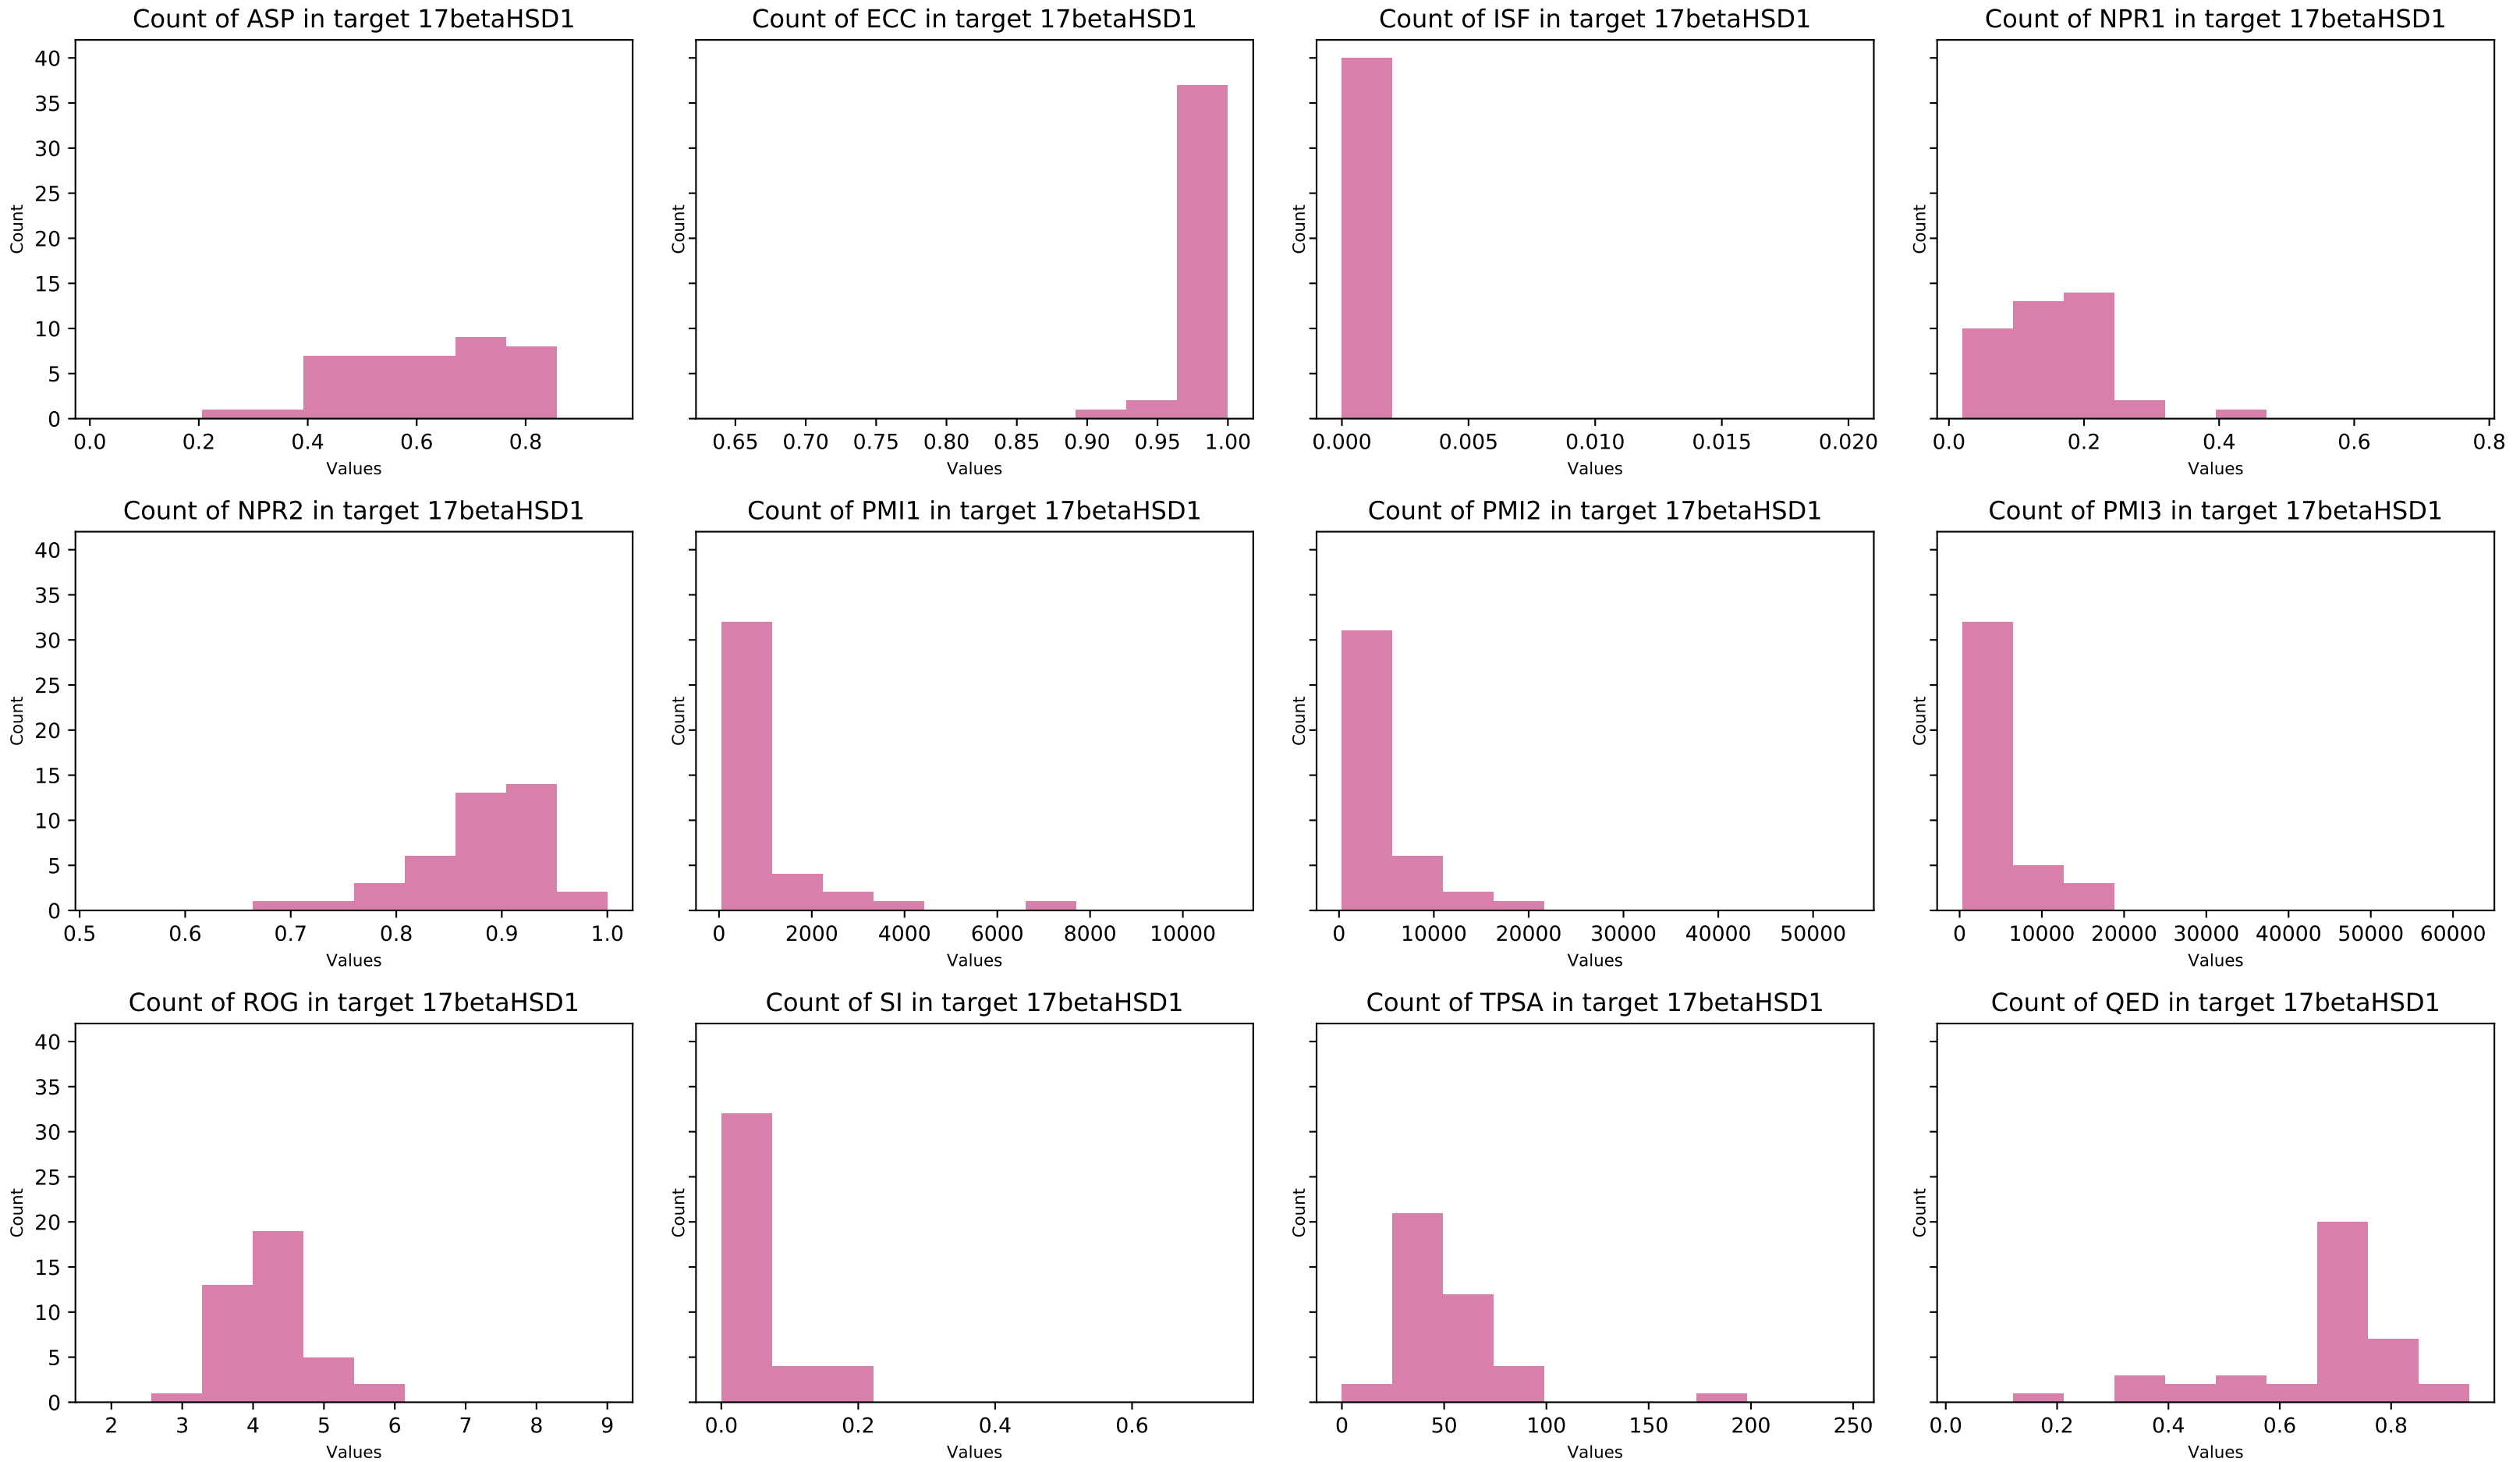 Count of ASP in target 17betaHSD1 Count of ECC in target 17betaHSD1 Count of ISF in target 17betaHSD1 Count of NPR1 in target 17betaHSD1
40
35
30
25
Count Count Count Count
20
15
10
5
0
0.0 0.2 0.4 0.6 0.8 0.65 0.70 0.75 0.80 0.85 0.90 0.95 1.00 0.000 0.005 0.010 0.015 0.020 0.0 0.2 0.4 0.6 0.8
Values Values Values Values
Count of NPR2 in target 17betaHSD1 Count of PMI1 in target 17betaHSD1 Count of PMI2 in target 17betaHSD1 Count of PMI3 in target 17betaHSD1
40
35
30
25
Count Count Count Count
20
15
10
5
0
0.5 0.6 0.7 0.8 0.9 1.0 0 2000 4000 6000 8000 10000 0 10000 20000 30000 40000 50000 0 10000 20000 30000 40000 50000 60000
Values Values Values Values
Count of ROG in target 17betaHSD1 Count of SI in target 17betaHSD1 Count of TPSA in target 17betaHSD1 Count of QED in target 17betaHSD1
40
35
30
25
Count Count Count Count
20
15
10
5
0
2 3 4 5 6 7 8 9 0.0 0.2 0.4 0.6 0 50 100 150 200 250 0.0 0.2 0.4 0.6 0.8
Values Values Values Values